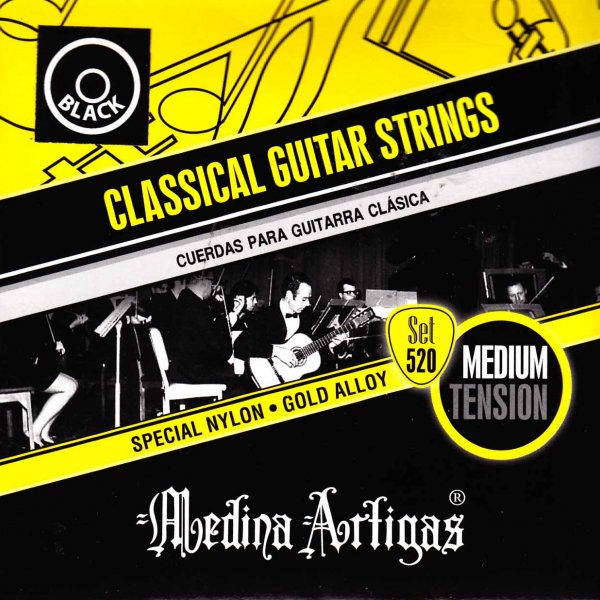 BLACK
CLASSICAL GUITAR STRINGS
CUERDAS PARA GUITARRA CLÁSICA
Set
520
MEDIUM
TENSION
SPECIAL NYLON • GOLD ALLOY
Medina Artigas®